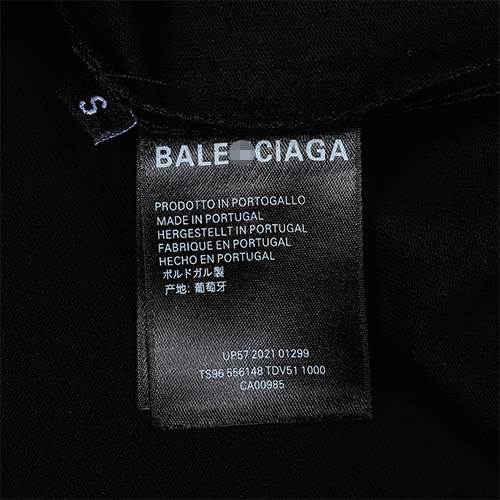 S
BALE CIAGA
PRODOTTO IN PORTOGALLO
MADE IN PORTUGAL
HERGESTELLT IN PORTUGAL
FABRIQUE EN PORTUGAL
HECHO EN PORTUGAL
ポルドガル製
产地: 葡萄牙
UP57 2021 01299
TS96 556148 TDV51 1000
CA00985